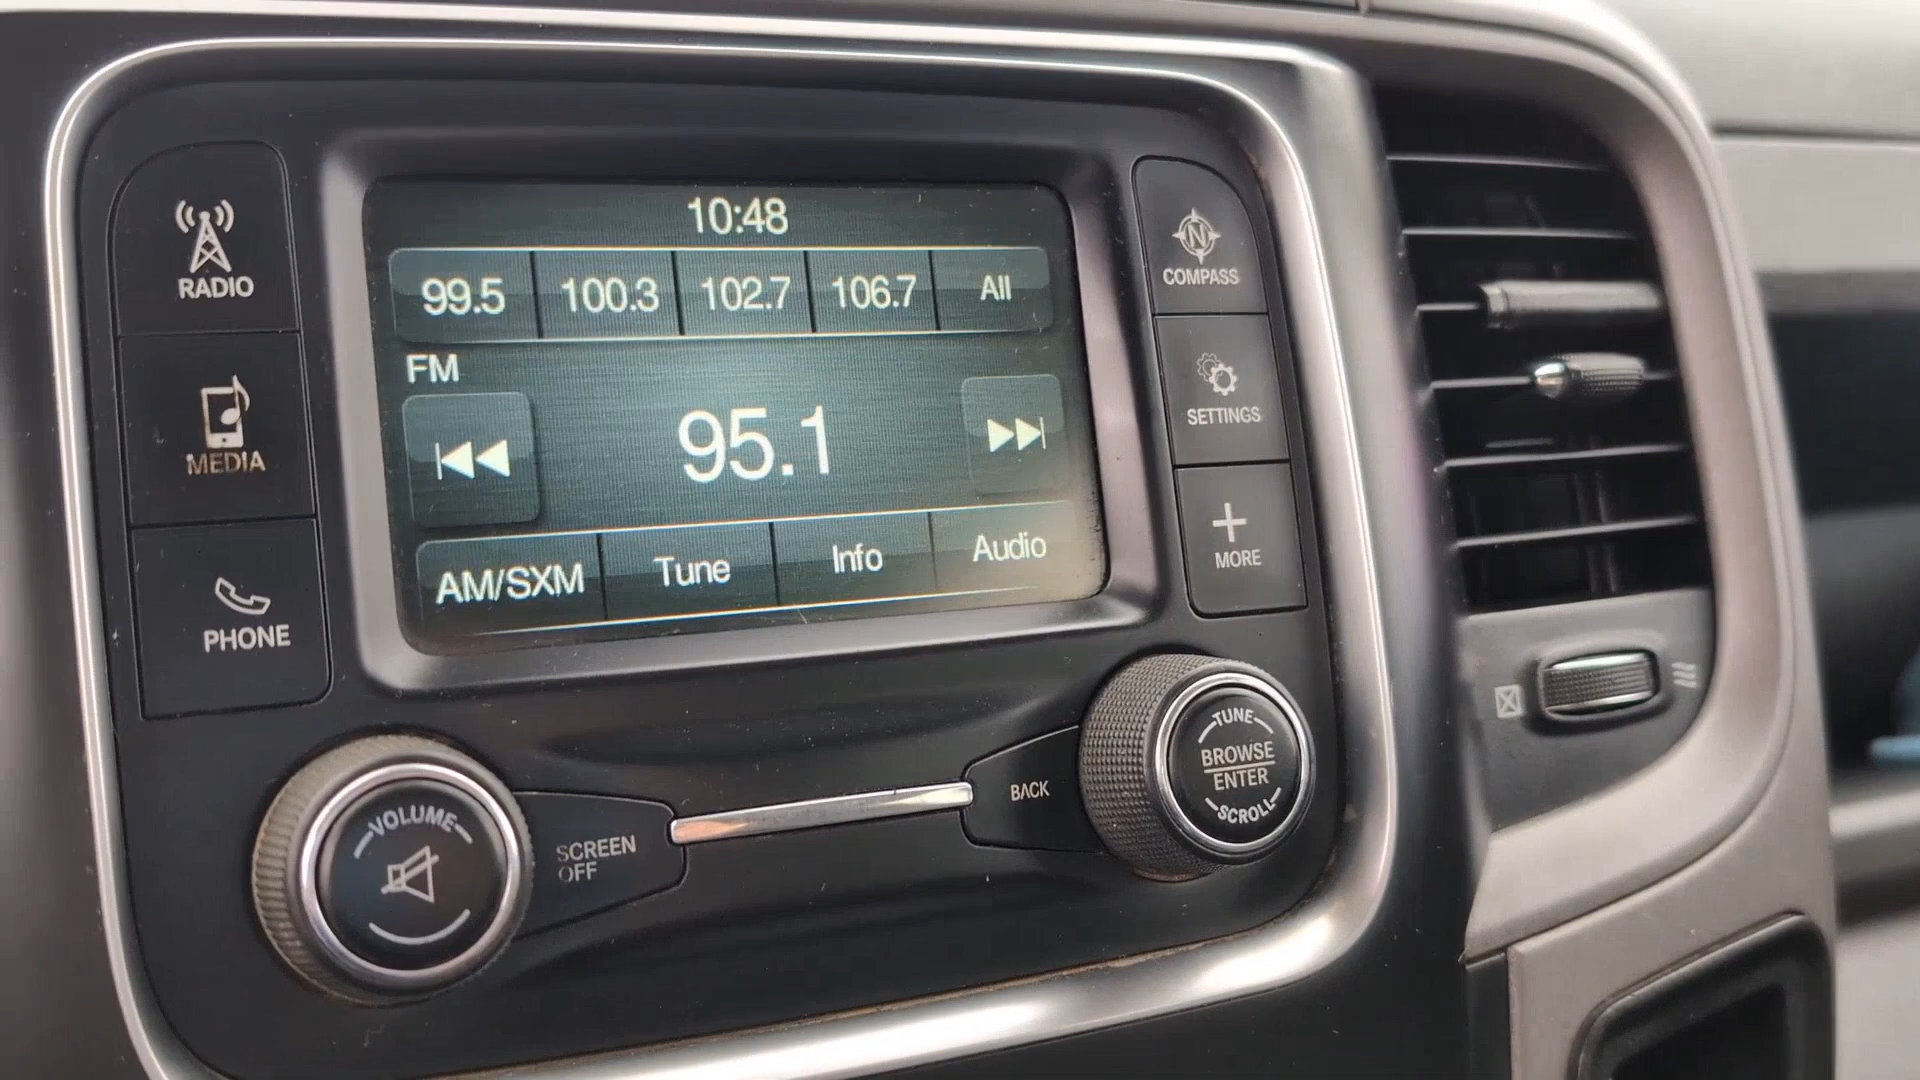 10:48
99.5 100.3 102.7 106.7 All
FM
95.1
AM/SXM Tune Info Audio
RADIO
MEDIA
PHONE
N
COMPASS
SETTINGS
MORE
VOLUME
SCREEN
OFF
BACK
TUNE
BROWSE
ENTER
SCROLL